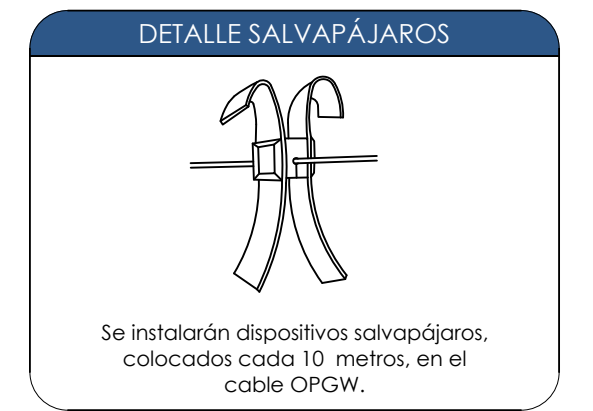 DETALLE SALVAPÁJAROS
Se instalarán dispositivos salvapájaros,
colocados cada 10 metros, en el
cable OPGW.